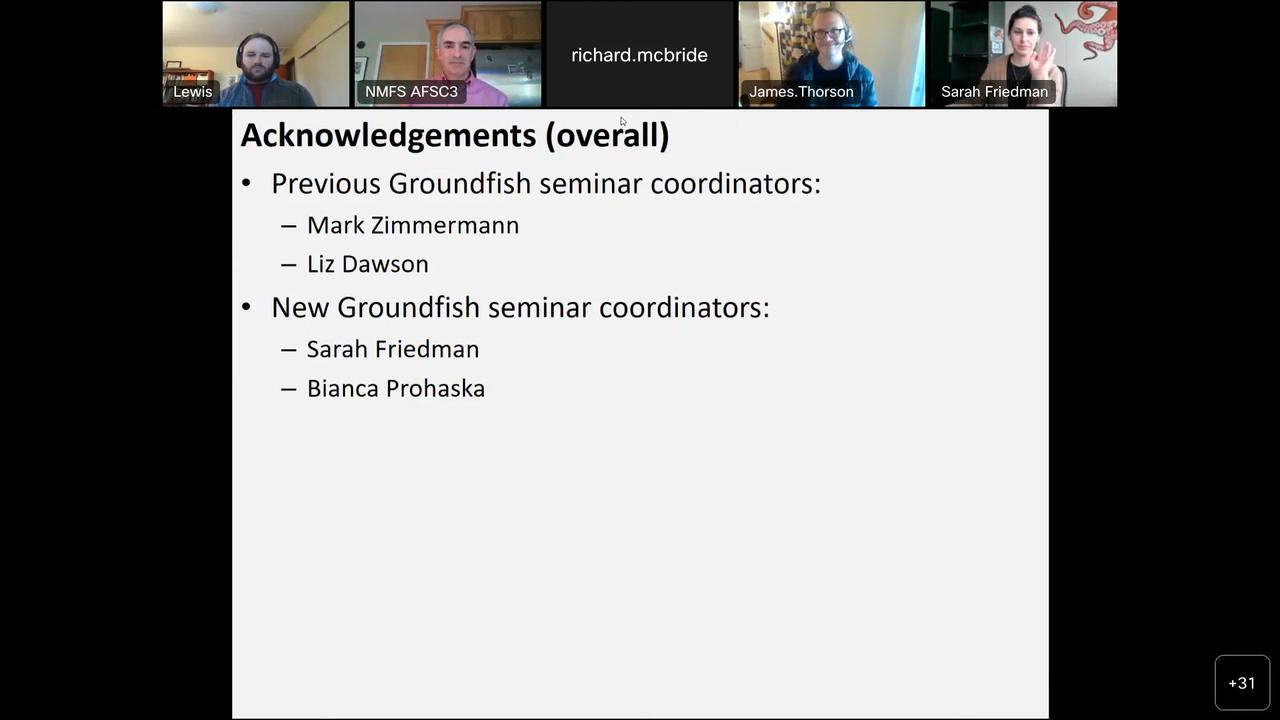 Lewis
NMFS AFSC3
richard.mcbride
James.Thorson
Sarah Friedman
Acknowledgements (overall)
• Previous Groundfish seminar coordinators:
– Mark Zimmermann
– Liz Dawson
• New Groundfish seminar coordinators:
– Sarah Friedman
– Bianca Prohaska
+31